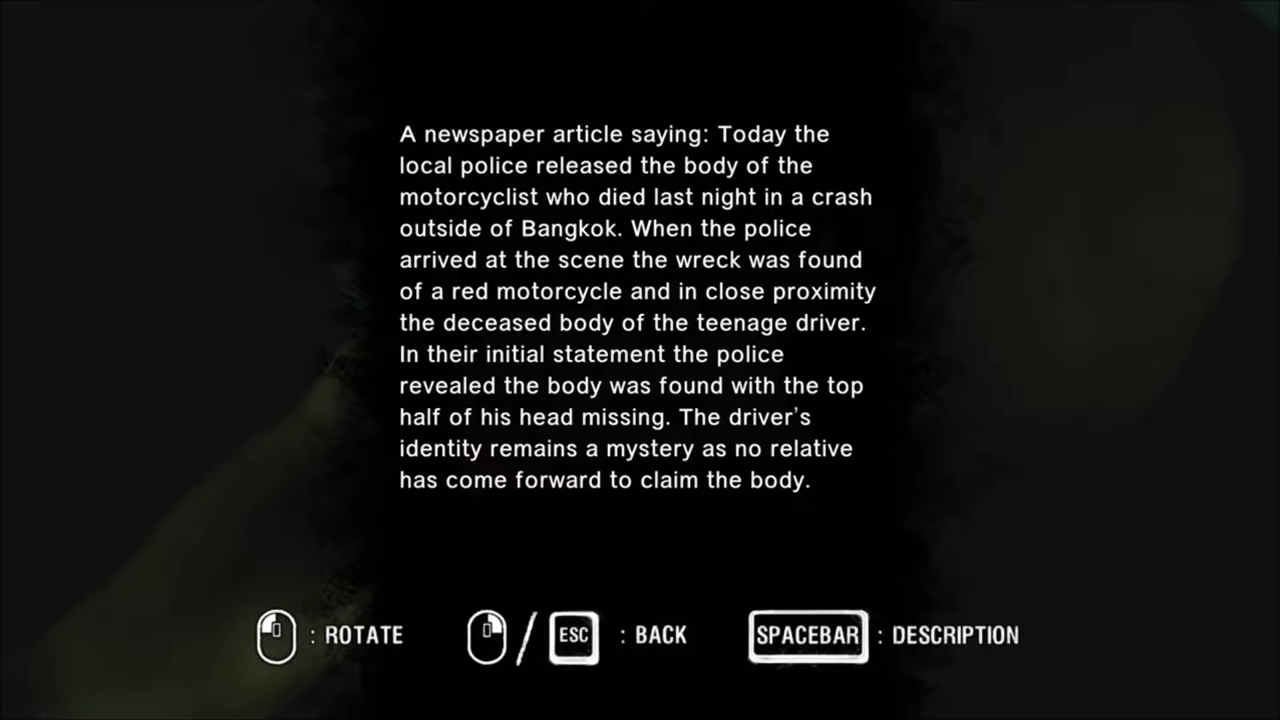 A newspaper article saying: Today the
local police released the body of the
motorcyclist who died last night in a crash
outside of Bangkok. When the police
arrived at the scene the wreck was found
of a red motorcycle and in close proximity
the deceased body of the teenage driver.
In their initial statement the police
revealed the body was found with the top
half of his head missing. The driver's
identity remains a mystery as no relative
has come forward to claim the body.
: ROTATE / ESC : BACK SPACEBAR : DESCRIPTION